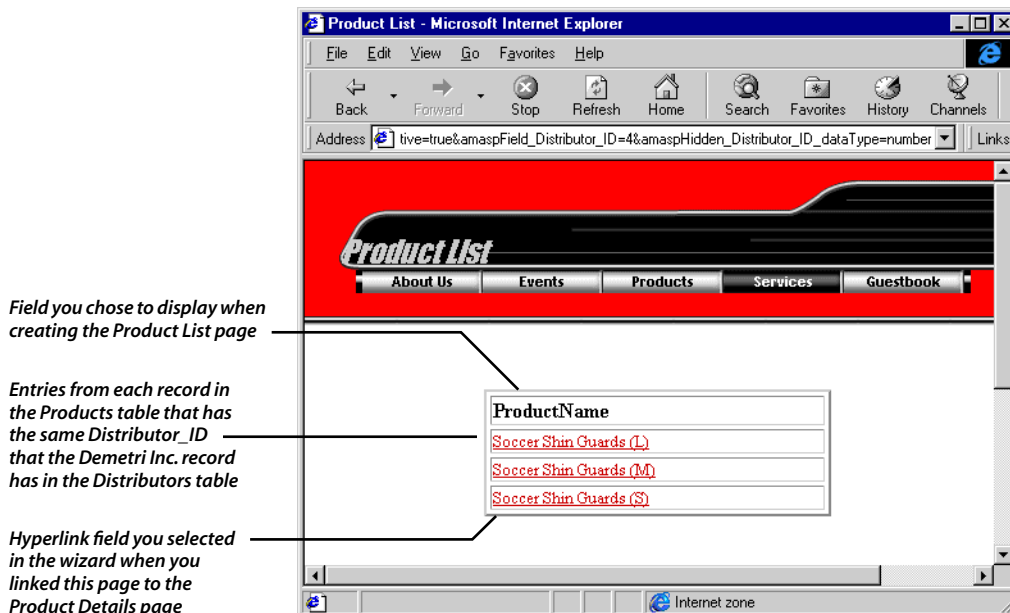 Product List - Microsoft Internet Explorer
File Edit View Go Favorites Help
Back Forward Stop Refresh Home Search Favorites History Channels
Address tive=true&amaspField_Distributor_ID=4&amaspHidden_Distributor_ID_dataType=number Links
Product LIst
About Us Events Products Services Guestbook
Field you chose to display when
creating the Product List page
Entries from each record in
the Products table that has
the same Distributor_ID
that the Demetri Inc. record
has in the Distributors table
Hyperlink field you selected
in the wizard when you
linked this page to the
Product Details page
ProductName
Soccer Shin Guards (L)
Soccer Shin Guards (M)
Soccer Shin Guards (S)
Internet zone